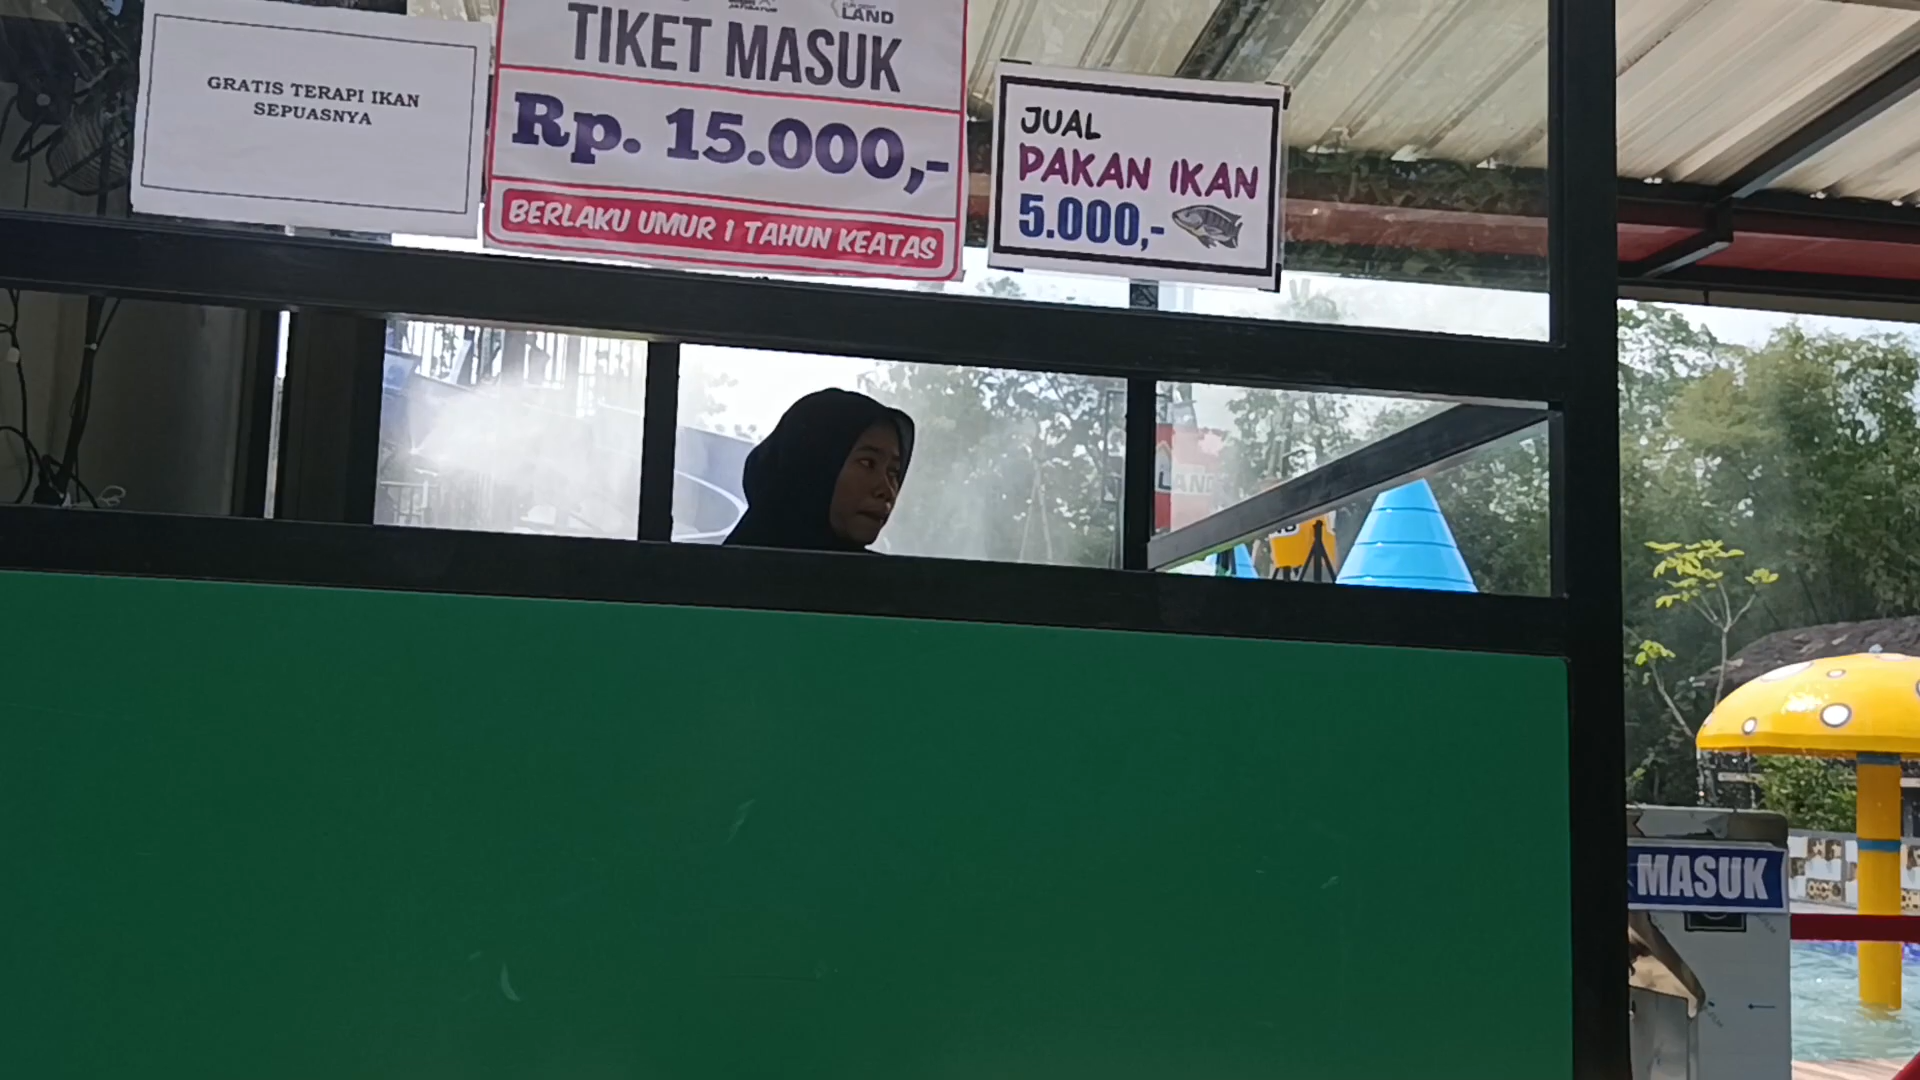 GRATIS TERAPI IKAN
SEPUASNYA
LAND
TIKET MASUK
Rp. 15.000,-
BERLAKU UMUR 1 TAHUN KEATAS
JUAL
PAKAN IKAN
5.000,-
LAND
MASUK